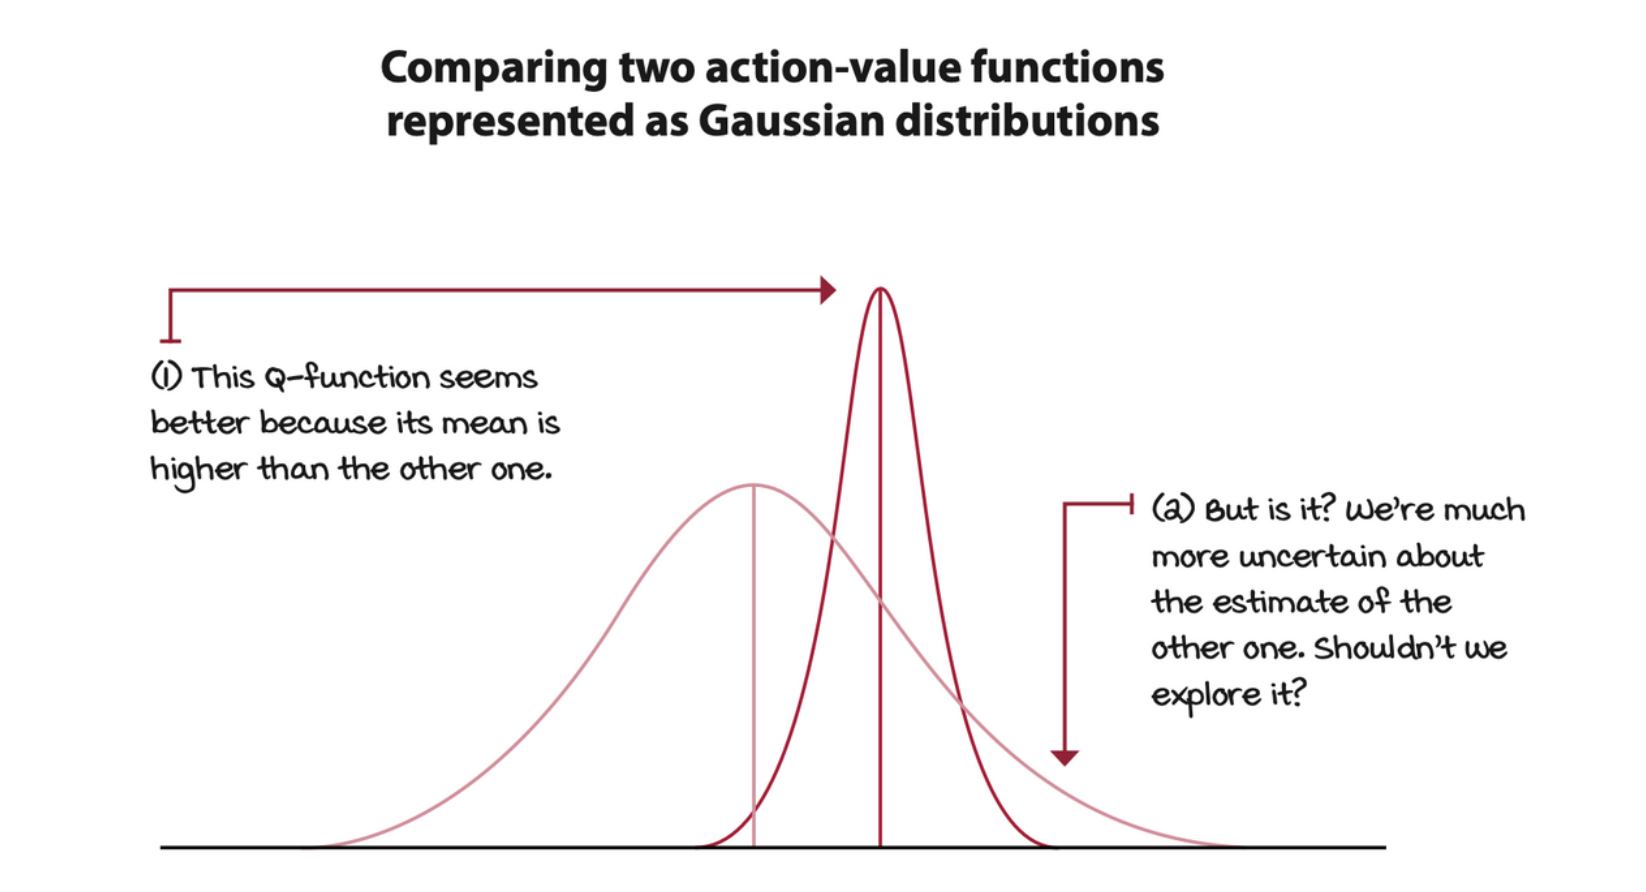 Comparing two action-value functions
represented as Gaussian distributions
(1) This Q-function seems
better because its mean is
higher than the other one.
(2) But is it? We're much
more uncertain about
the estimate of the
other one. Shouldn't we
explore it?